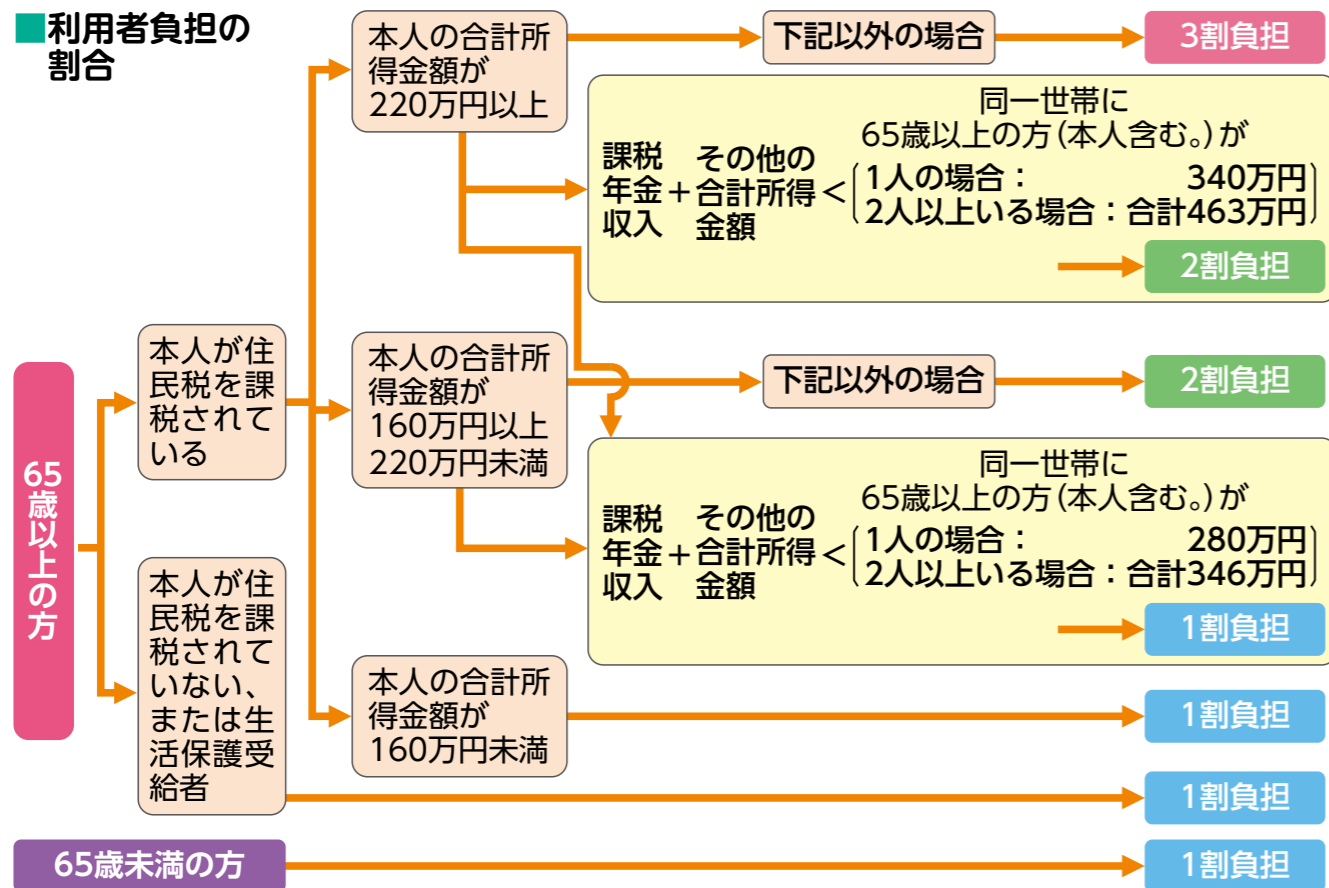 ■利用者負担の
割合
65歳以上の方
本人が住
民税を課
税されて
いる
本人の合計所
得金額が
220万円以上
下記以外の場合
3割負担
同一世帯に
65歳以上の方(本人含む。)が
課税年金収入+その他の合計所得金額<
1人の場合: 340万円
2人以上いる場合:合計463万円
2割負担
本人の合計所
得金額が
160万円以上
220万円未満
下記以外の場合
2割負担
同一世帯に
65歳以上の方(本人含む。)が
課税年金収入+その他の合計所得金額<
1人の場合: 280万円
2人以上いる場合:合計346万円
1割負担
本人の合計所
得金額が
160万円未満
1割負担
本人が住
民税を課
税されて
いない、
または生
活保護受
給者
1割負担
65歳未満の方
1割負担